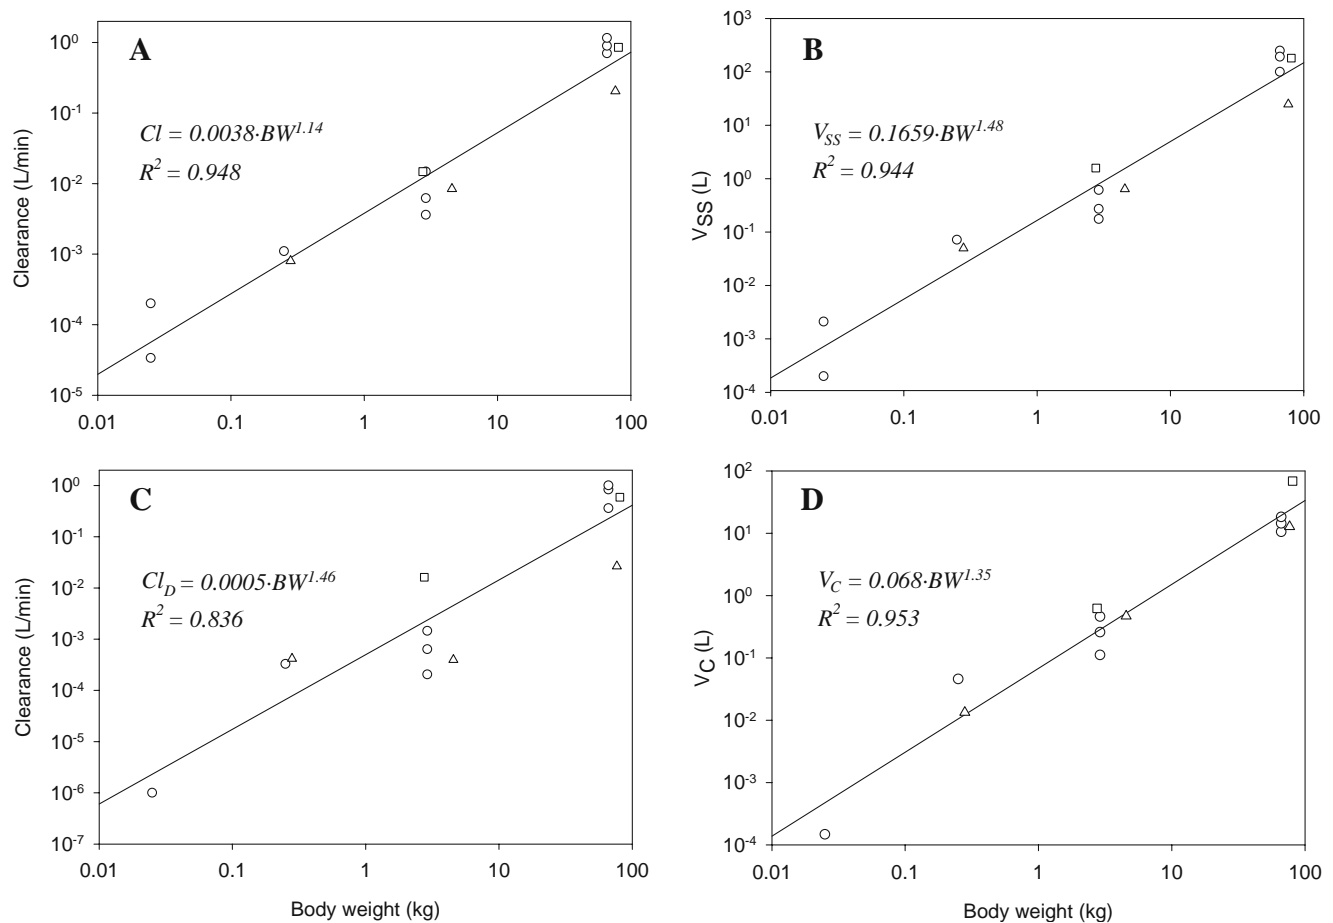 A
Cl = 0.0038·BW^1.14
R^2 = 0.948
Clearance (L/min)
10^0
10^-1
10^-2
10^-3
10^-4
10^-5
0.01 0.1 1 10 100
B
V_SS = 0.1659·BW^1.48
R^2 = 0.944
V_SS (L)
10^3
10^2
10^1
10^0
10^-1
10^-2
10^-3
10^-4
0.01 0.1 1 10 100
C
Cl_D = 0.0005·BW^1.46
R^2 = 0.836
Clearance (L/min)
10^0
10^-1
10^-2
10^-3
10^-4
10^-5
10^-6
10^-7
0.01 0.1 1 10 100
Body weight (kg)
D
V_C = 0.068·BW^1.35
R^2 = 0.953
V_C (L)
10^2
10^1
10^0
10^-1
10^-2
10^-3
10^-4
0.01 0.1 1 10 100
Body weight (kg)